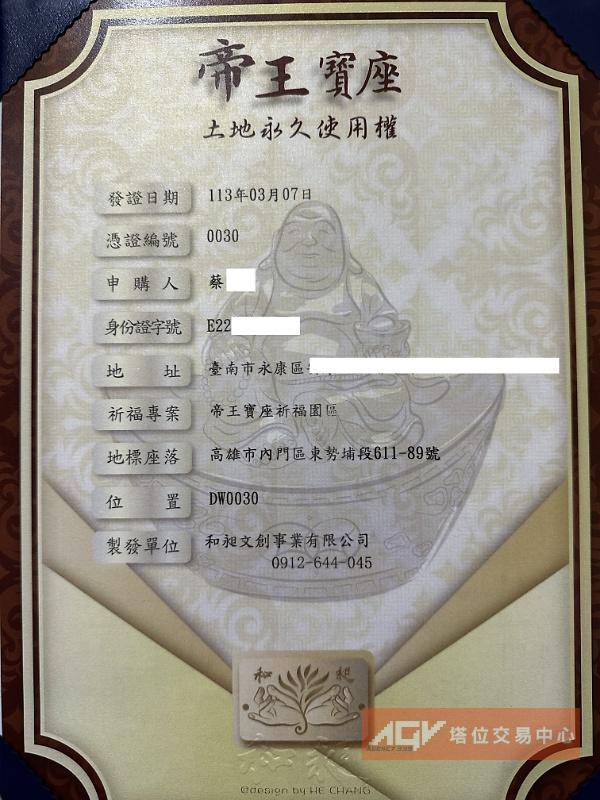 帝王寶座
土地永久使用權
發證日期 113年03月07日
憑證編號 0030
申購人 蔡
身份證字號 E22
地址 臺南市永康區
祈福專案 帝王寶座祈福園區
地標座落 高雄市內門區東勢埔段611-89號
位置 DW0030
製發單位 和昶文創事業有限公司
0912-644-045
和昶
AGV 塔位交易中心
和昶
©design by HE CHANG